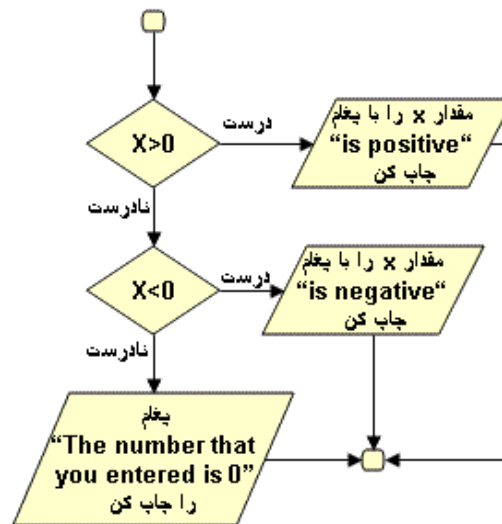 X>0
درست
مقدار x را با پیغام
“is positive“
چاپ کن
نادرست
X<0
درست
مقدار x را با پیغام
“is negative“
چاپ کن
نادرست
پیغام
“The number that
you entered is 0”
را چاپ کن